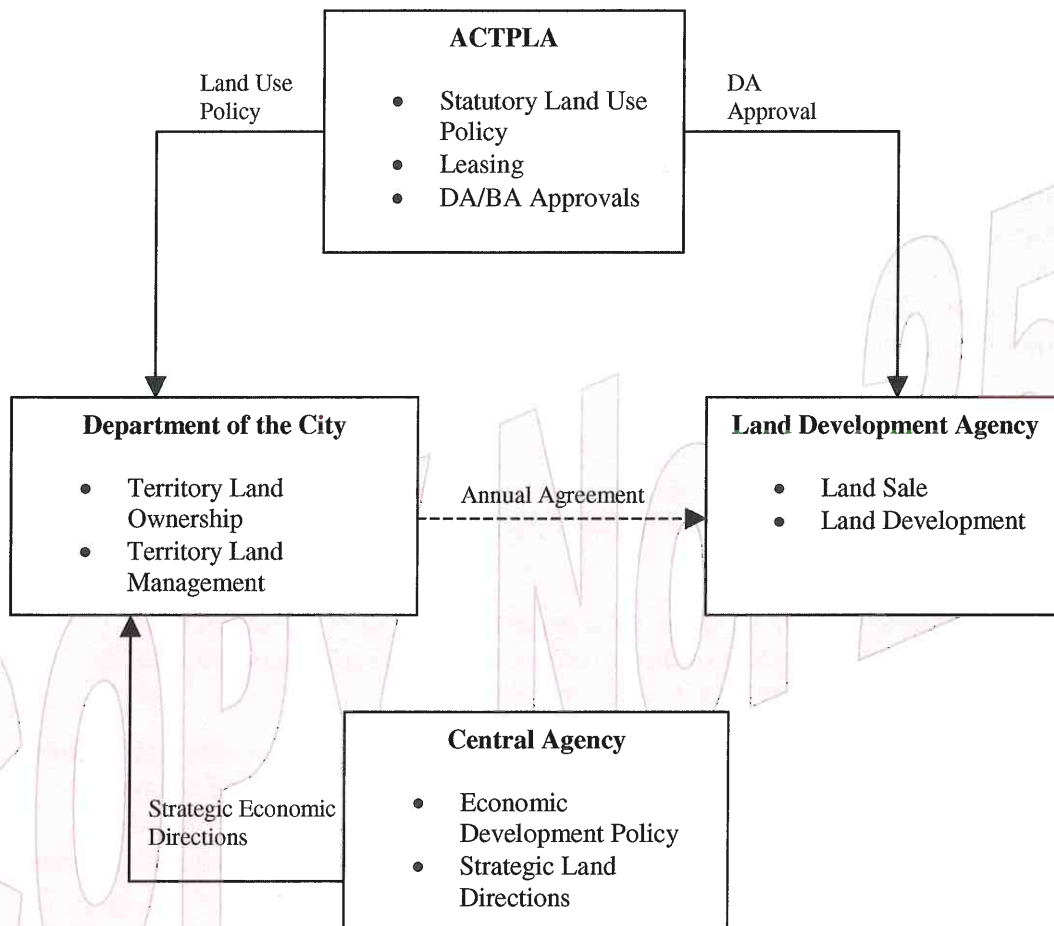 ACTPLA
• Statutory Land Use
Policy
• Leasing
• DA/BA Approvals
Land Use
Policy
DA
Approval
Department of the City
• Territory Land
Ownership
• Territory Land
Management
Annual Agreement
Land Development Agency
• Land Sale
• Land Development
Central Agency
• Economic
Development Policy
• Strategic Land
Directions
Strategic Economic
Directions